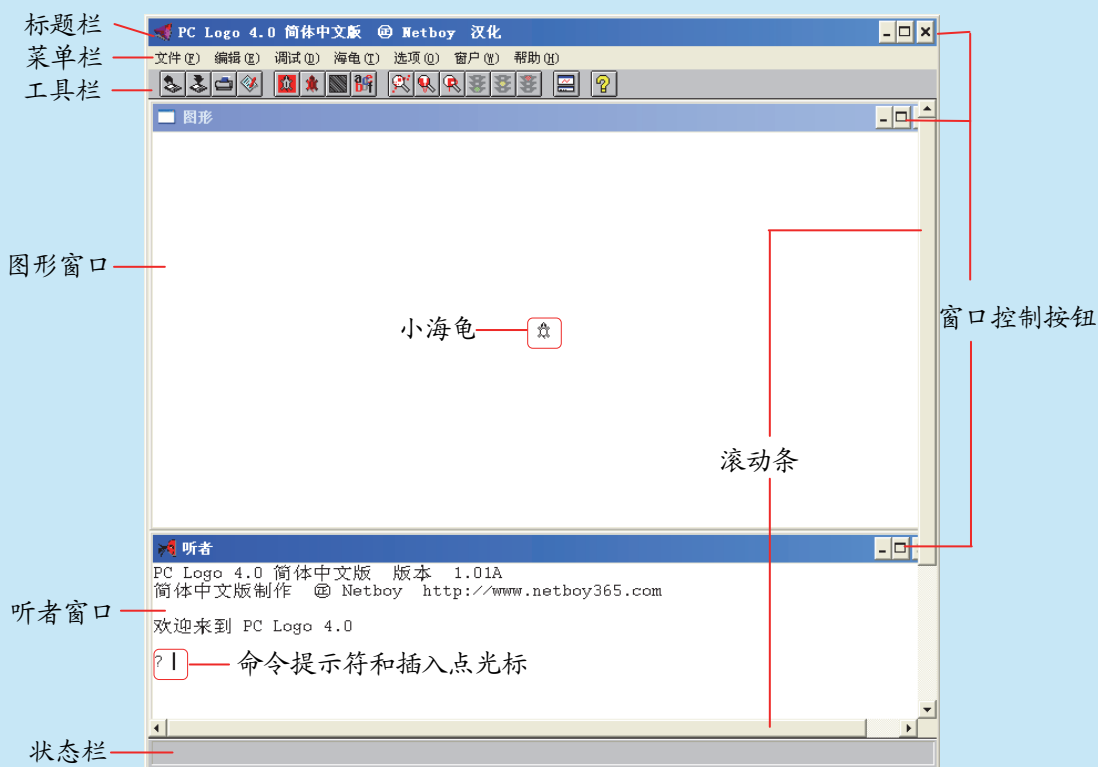 标题栏
PC Logo 4.0 简体中文版 @ Netboy 汉化
菜单栏
文件(F) 编辑(E) 调试(D) 海龟(T) 选项(O) 窗户(W) 帮助(H)
工具栏
图形
图形窗口
小海龟
窗口控制按钮
滚动条
听者
PC Logo 4.0 简体中文版 版本 1.01A
简体中文版制作 @ Netboy http://www.netboy365.com
听者窗口
欢迎来到 PC Logo 4.0
?
命令提示符和插入点光标
状态栏